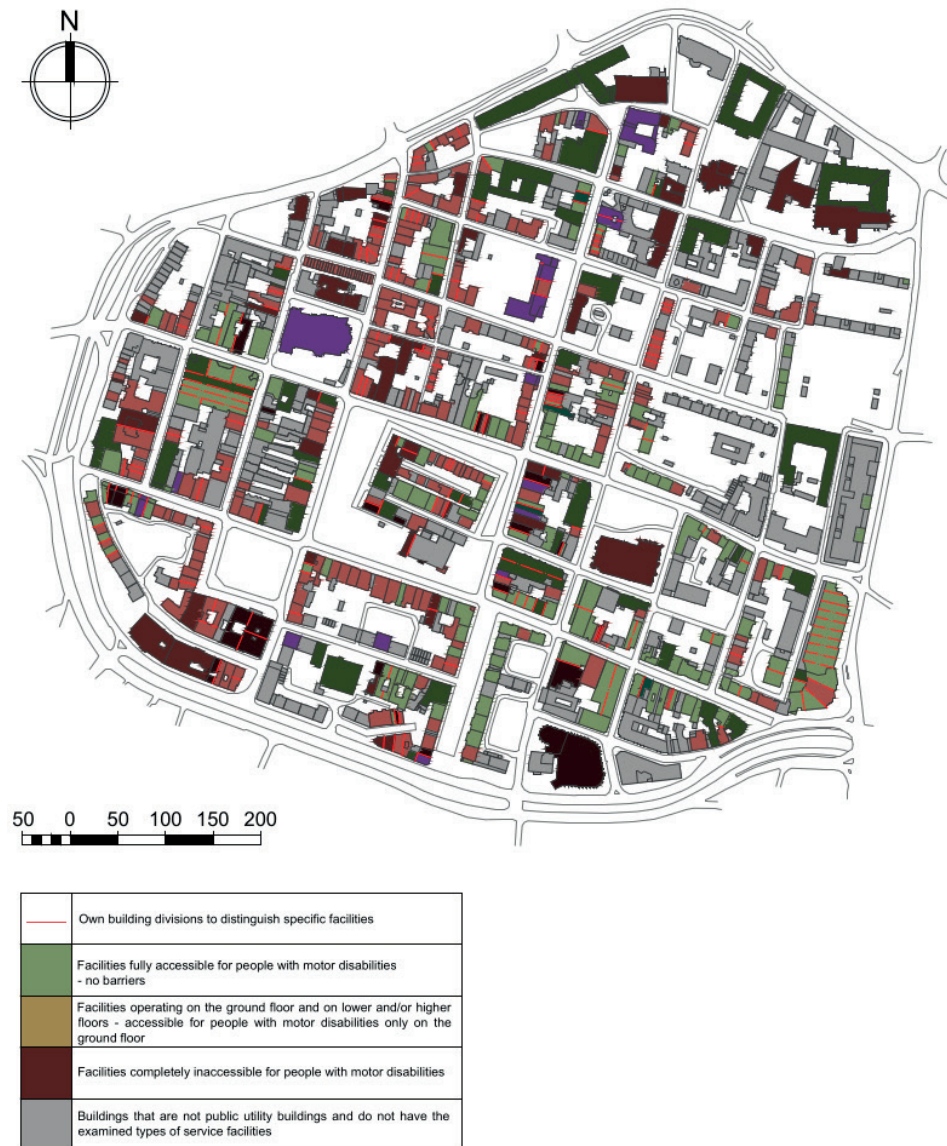 N
50 0 50 100 150 200
Own building divisions to distinguish specific facilities
Facilities fully accessible for people with motor disabilities
- no barriers
Facilities operating on the ground floor and on lower and/or higher
floors - accessible for people with motor disabilities only on the
ground floor
Facilities completely inaccessible for people with motor disabilities
Buildings that are not public utility buildings and do not have the
examined types of service facilities